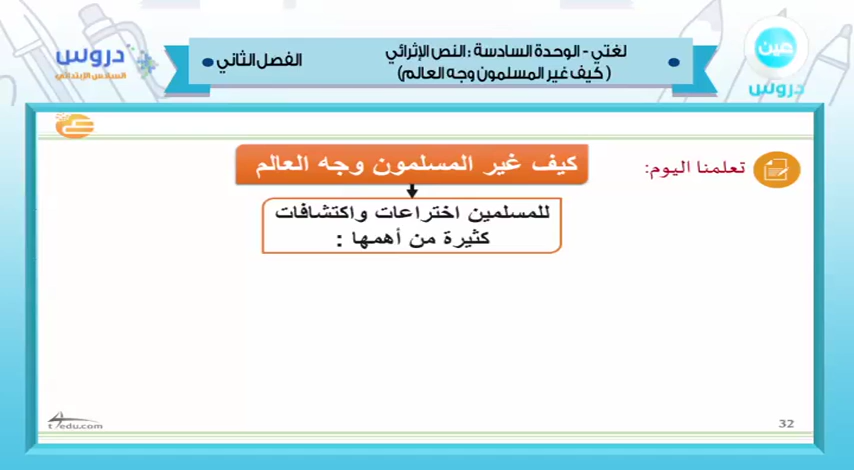 عين
دروس
لغتي - الوحدة السادسة : النص الإثرائي
( كيف غير المسلمون وجه العالم)
الفصل الثاني
دروس
السادس الإبتدائي
تعلمنا اليوم:
كيف غير المسلمون وجه العالم
للمسلمين اختراعات واكتشافات
كثيرة من أهمها :
t4edu.com
32